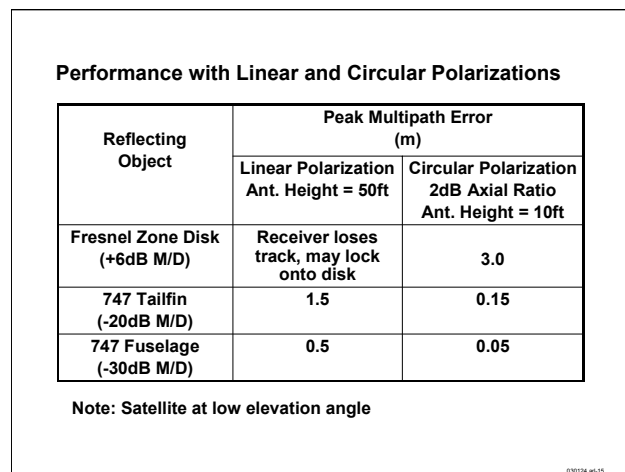 Performance with Linear and Circular Polarizations
Reflecting
Object
Peak Multipath Error
(m)
Linear Polarization
Ant. Height = 50ft
Circular Polarization
2dB Axial Ratio
Ant. Height = 10ft
Fresnel Zone Disk
(+6dB M/D)
Receiver loses
track, may lock
onto disk
3.0
747 Tailfin
(-20dB M/D)
1.5
0.15
747 Fuselage
(-30dB M/D)
0.5
0.05
Note: Satellite at low elevation angle